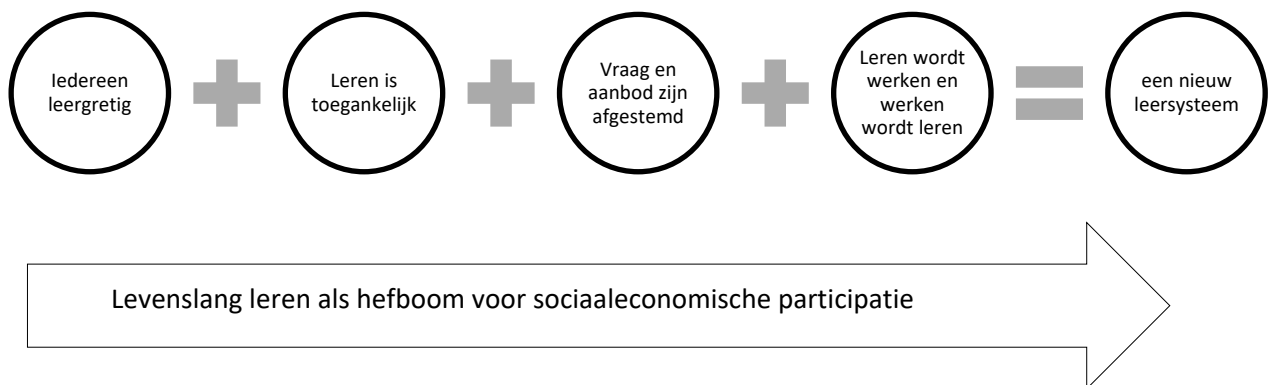 Iedereen
leergretig
Leren is
toegankelijk
Vraag en
aanbod zijn
afgestemd
Leren wordt
werken en
werken
wordt leren
een nieuw
leersysteem
Levenslang leren als hefboom voor sociaaleconomische participatie